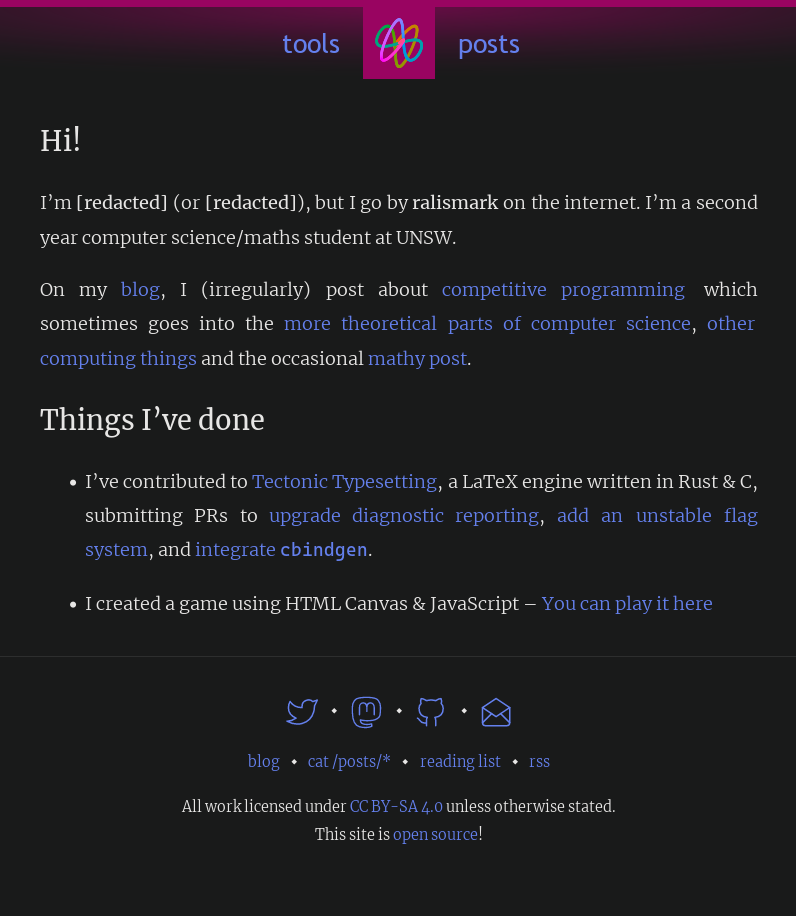 tools posts
Hi!
I’m [redacted] (or [redacted]), but I go by ralismark on the internet. I’m a second
year computer science/maths student at UNSW.
On my blog, I (irregularly) post about competitive programming which
sometimes goes into the more theoretical parts of computer science, other
computing things and the occasional mathy post.
Things I’ve done
• I’ve contributed to Tectonic Typesetting, a LaTeX engine written in Rust & C,
submitting PRs to upgrade diagnostic reporting, add an unstable flag
system, and integrate cbindgen.
• I created a game using HTML Canvas & JavaScript – You can play it here
blog ⬩ cat /posts/* ⬩ reading list ⬩ rss
All work licensed under CC BY-SA 4.0 unless otherwise stated.
This site is open source!